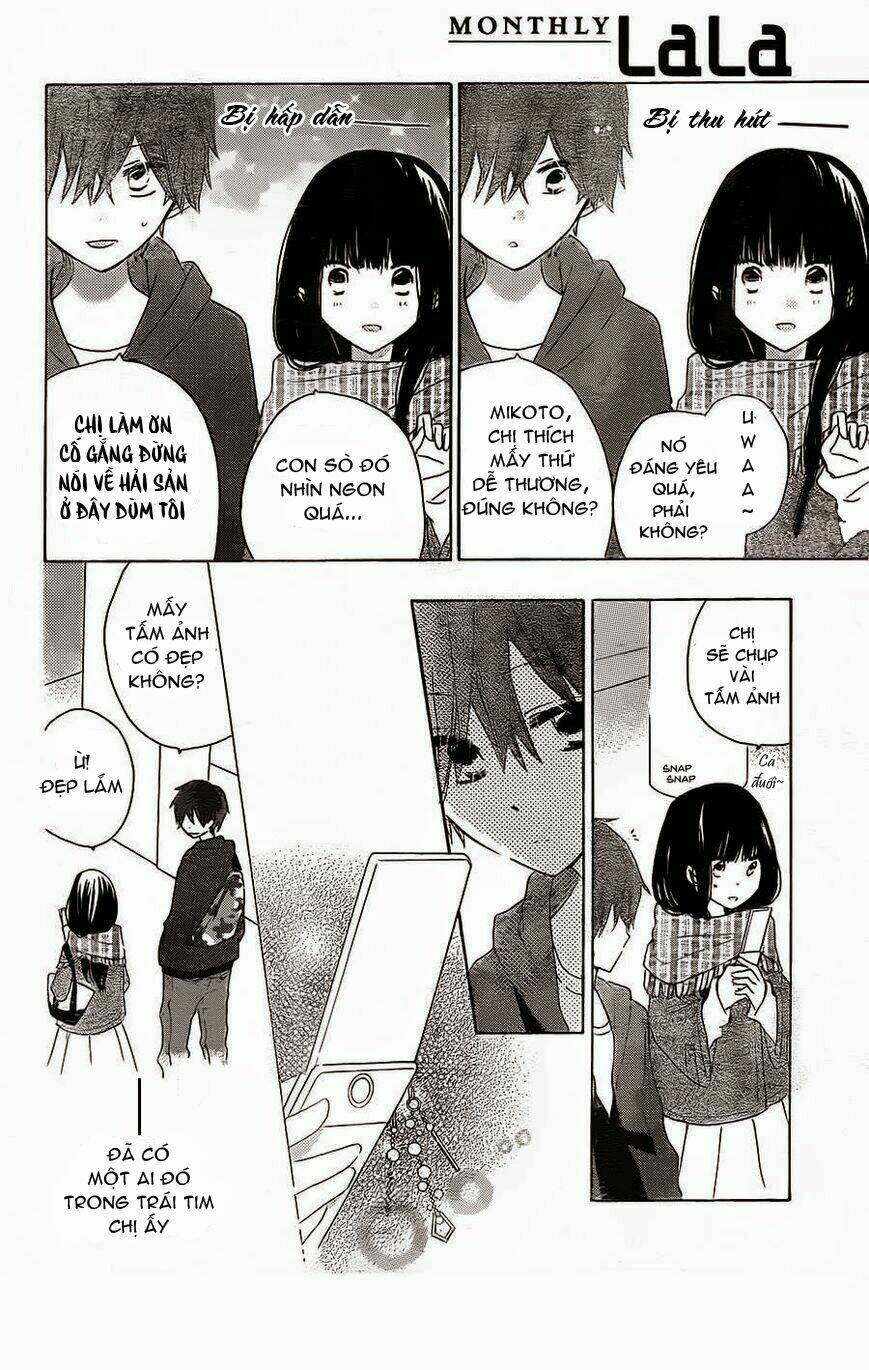 MONTHLY LaLa
Bị thu hút
U
W
A
A
~
NÓ
ĐÁNG YÊU
QUÁ,
PHẢI
KHÔNG?
MIKOTO,
CHỊ THÍCH
MẤY THỨ
DỄ THƯƠNG,
ĐÚNG KHÔNG?
Bị hấp dẫn
CON SÒ ĐÓ
NHÌN NGON
QUÁ...
CHỊ LÀM ƠN
CỐ GẮNG ĐỪNG
NÓI VỀ HẢI SẢN
Ở ĐÂY DÙM TÔI
CHỊ
SẼ CHỤP
VÀI
TẤM ẢNH
Cá
đuối~
SNAP
SNAP
MẤY
TẤM ẢNH
CÓ ĐẸP
KHÔNG?
Ừ!
ĐẸP LẮM
ĐÃ CÓ
MỘT AI ĐÓ
TRONG TRÁI TIM
CHỊ ẤY